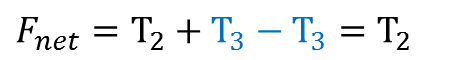 F_net = T₂ + T₃ − T₃ = T₂